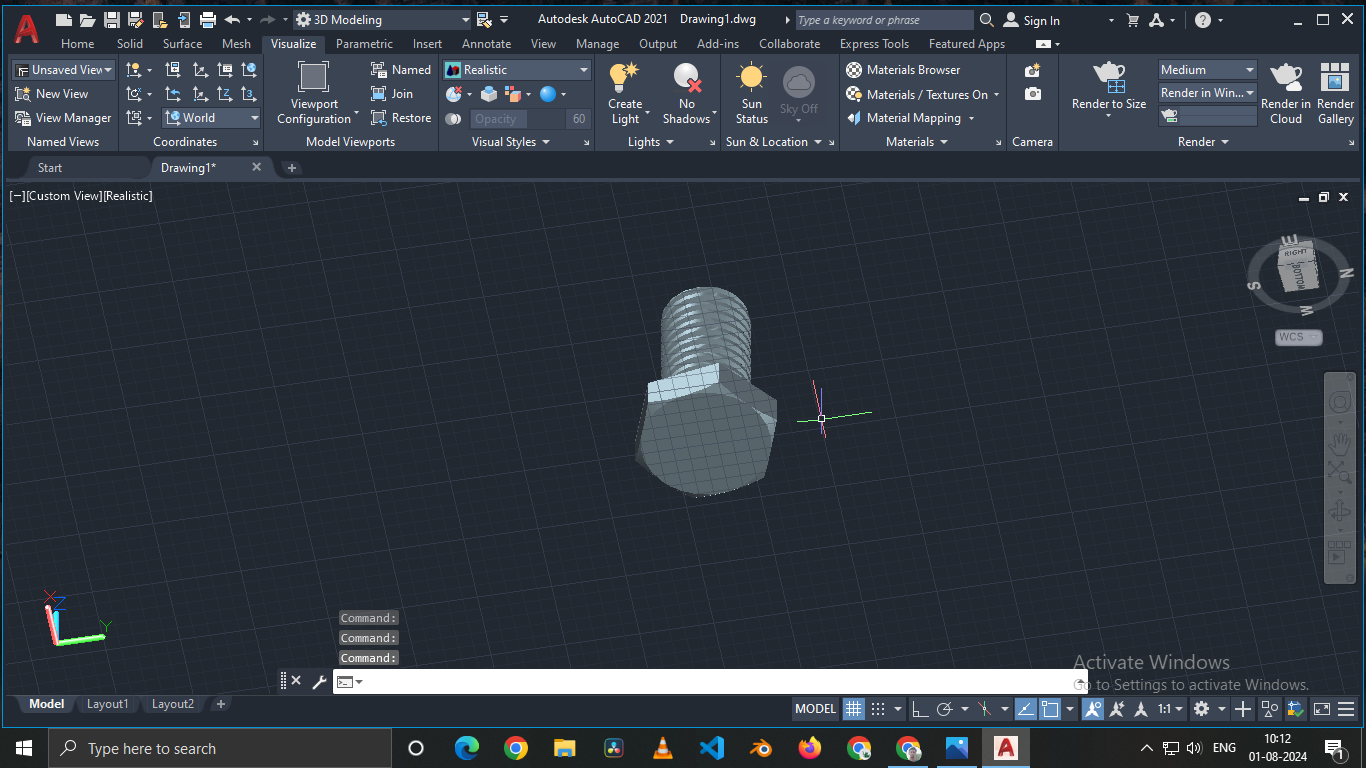 3D Modeling Autodesk AutoCAD 2021 Drawing1.dwg Type a keyword or phrase Sign In
Home Solid Surface Mesh Visualize Parametric Insert Annotate View Manage Output Add-ins Collaborate Express Tools Featured Apps
Unsaved View
New View
View Manager
Named Views
World
Coordinates
Viewport
Configuration
Named
Join
Restore
Model Viewports
Realistic
Opacity 60
Visual Styles
Create
Light
No
Shadows
Lights
Sun
Status
Sky Off
Sun & Location
Materials Browser
Materials / Textures On
Material Mapping
Materials
Camera
Render to Size
Medium
Render in Win...
Render in
Cloud
Render
Gallery
Render
Start Drawing1*
[−][Custom View][Realistic]
E
RIGHT
BOTTOM
N
S
W
WCS
X
Z
Y
Command:
Command:
Command:
Activate Windows
Go to Settings to activate Windows.
Model Layout1 Layout2
MODEL 1:1
Type here to search
ENG
10:12
01-08-2024
1